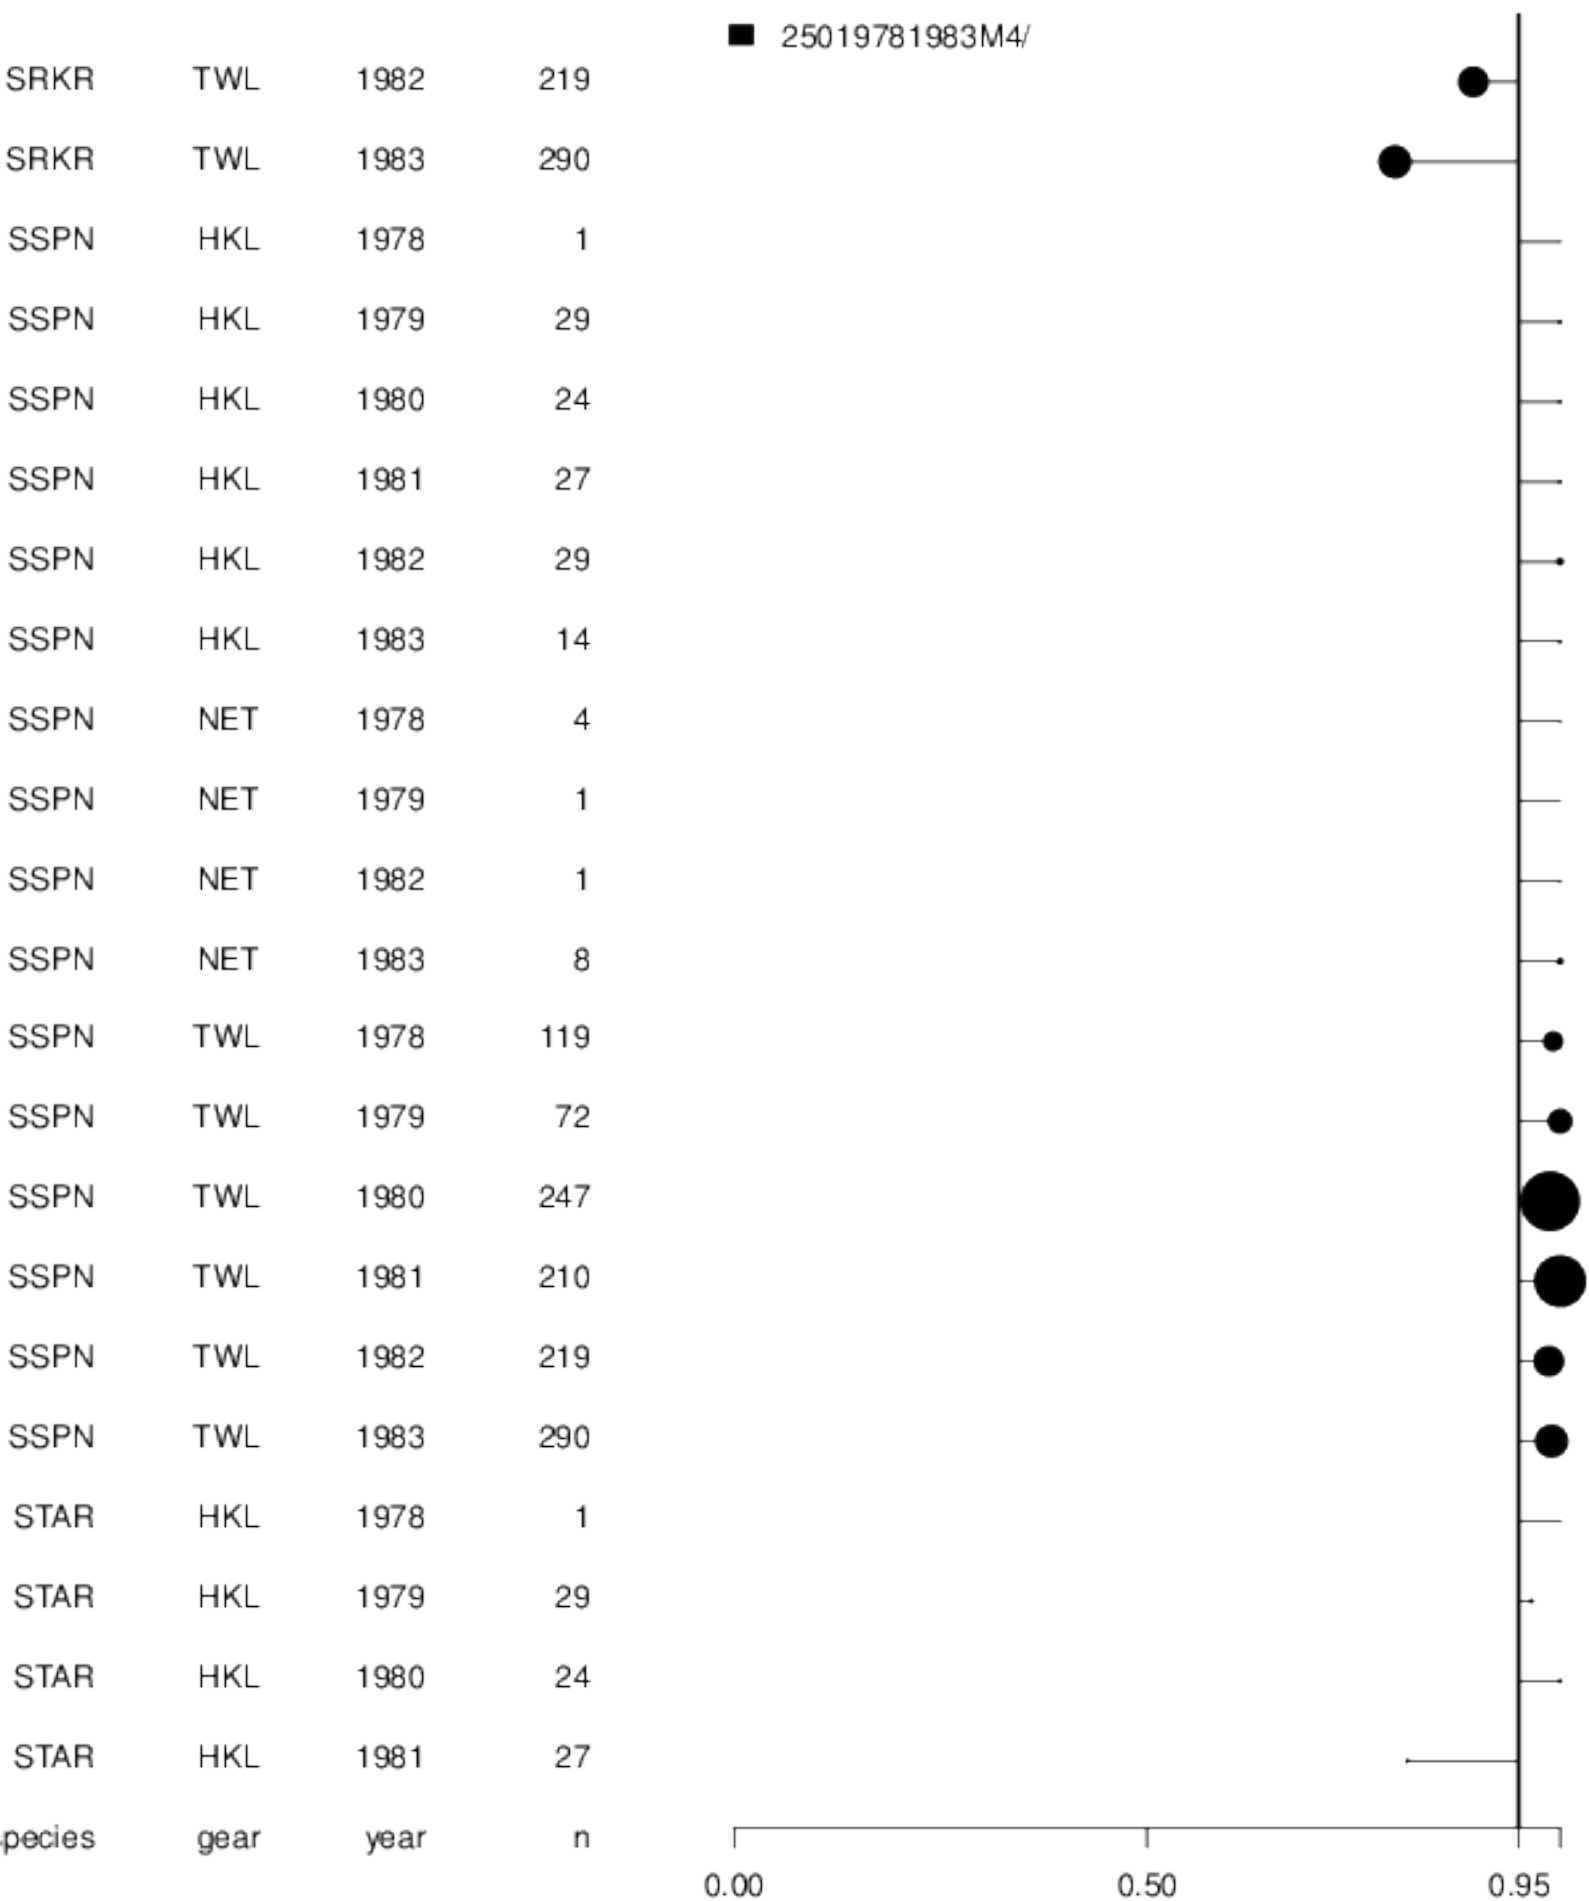 25019781983M4/
SRKR TWL 1982 219
SRKR TWL 1983 290
SSPN HKL 1978 1
SSPN HKL 1979 29
SSPN HKL 1980 24
SSPN HKL 1981 27
SSPN HKL 1982 29
SSPN HKL 1983 14
SSPN NET 1978 4
SSPN NET 1979 1
SSPN NET 1982 1
SSPN NET 1983 8
SSPN TWL 1978 119
SSPN TWL 1979 72
SSPN TWL 1980 247
SSPN TWL 1981 210
SSPN TWL 1982 219
SSPN TWL 1983 290
STAR HKL 1978 1
STAR HKL 1979 29
STAR HKL 1980 24
STAR HKL 1981 27
pecies gear year n
0.00 0.50 0.95